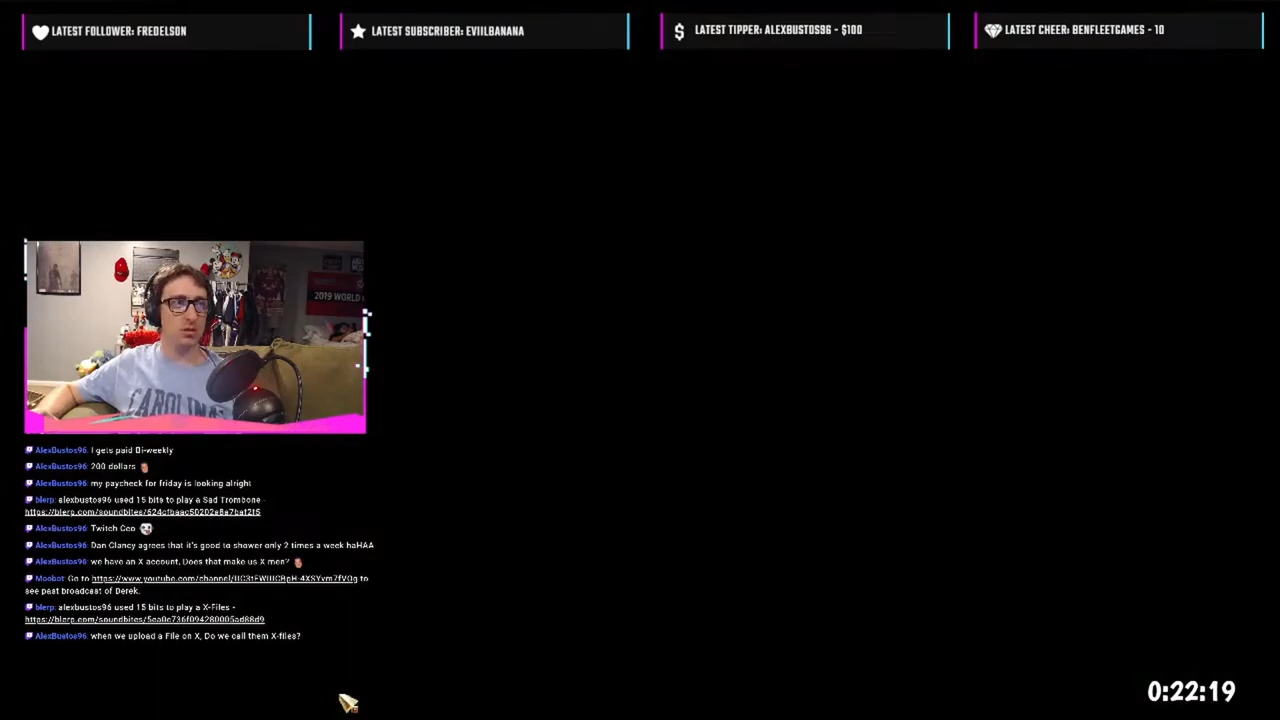 LATEST FOLLOWER: FREDELSON
LATEST SUBSCRIBER: EVIILBANANA
LATEST TIPPER: ALEXBUSTOS96 - $100
LATEST CHEER: BENFLEETGAMES - 10
2019 WORLD
CAROLINA
AlexBustos96: I gets paid Bi-weekly
AlexBustos96: 200 dollars
AlexBustos96: my paycheck for friday is looking alright
blerp: alexbustos96 used 15 bits to play a Sad Trombone -
AlexBustos96: Twitch Ceo
AlexBustos96: Dan Clancy agrees that it's good to shower only 2 times a week haHAA
AlexBustos96: we have an X account, Does that make us X men?
Moobot: Go to to
see past broadcast of Derek.
blerp: alexbustos96 used 15 bits to play a X-Files -
AlexBustos96: when we upload a File on X, Do we call them X-files?
0:22:19